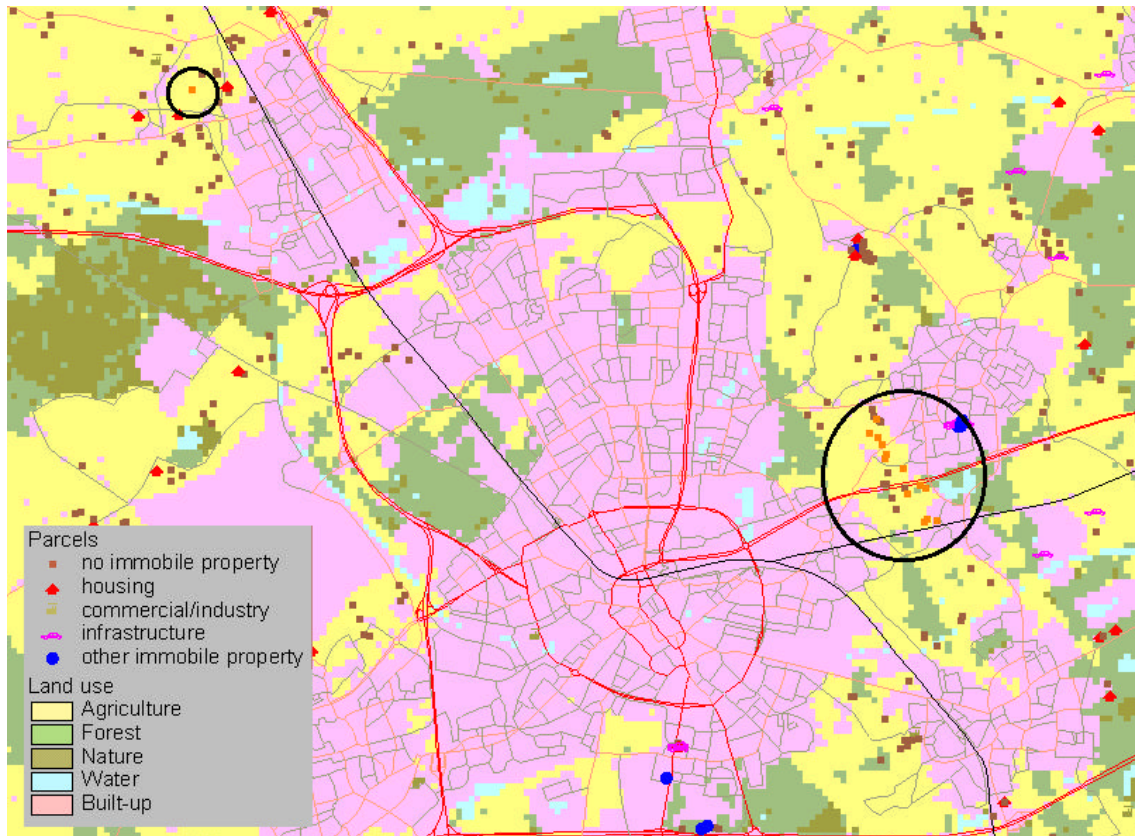 Parcels
no immobile property
housing
commercial/industry
infrastructure
other immobile property
Land use
Agriculture
Forest
Nature
Water
Built-up